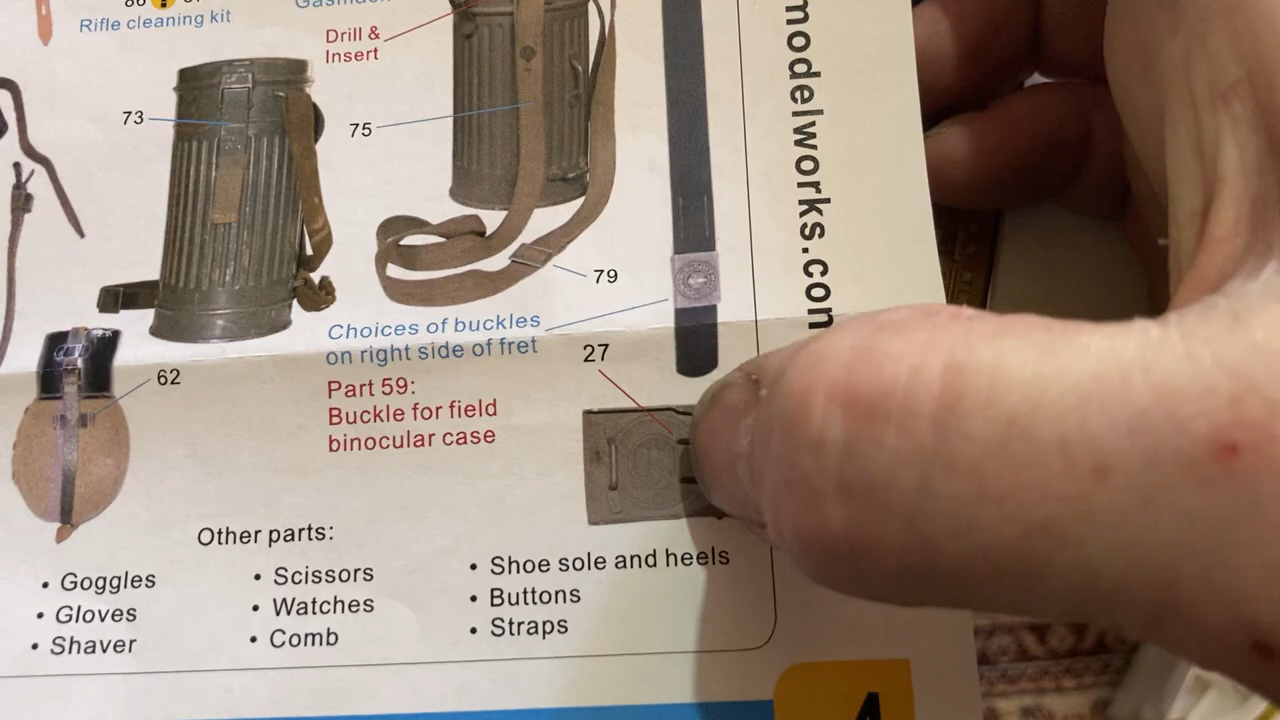 Rifle cleaning kit
Drill &
Insert
73
75
79
Choices of buckles
on right side of fret
27
62
Part 59:
Buckle for field
binocular case
Other parts:
• Goggles
• Gloves
• Shaver
• Scissors
• Watches
• Comb
• Shoe sole and heels
• Buttons
• Straps
modelworks.con
4